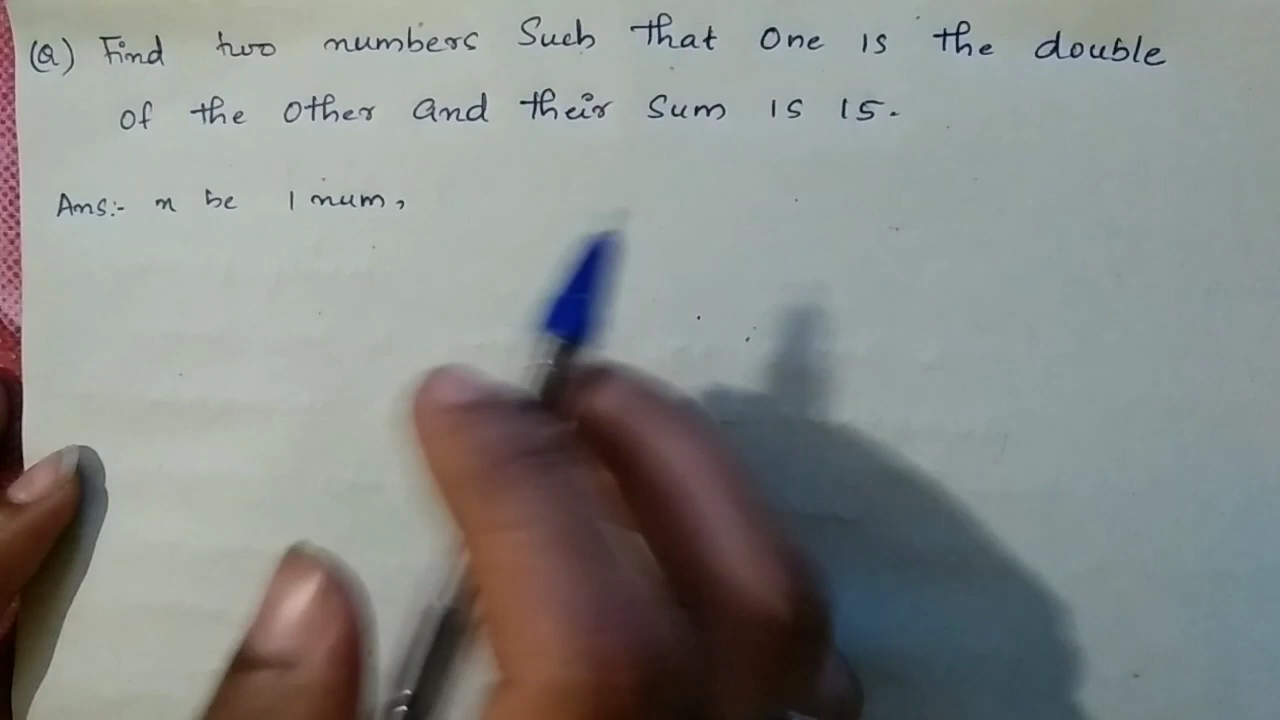 (Q) Find two numbers Such that one is the double
of the other and their sum is 15.
Ans:- x be 1 num,